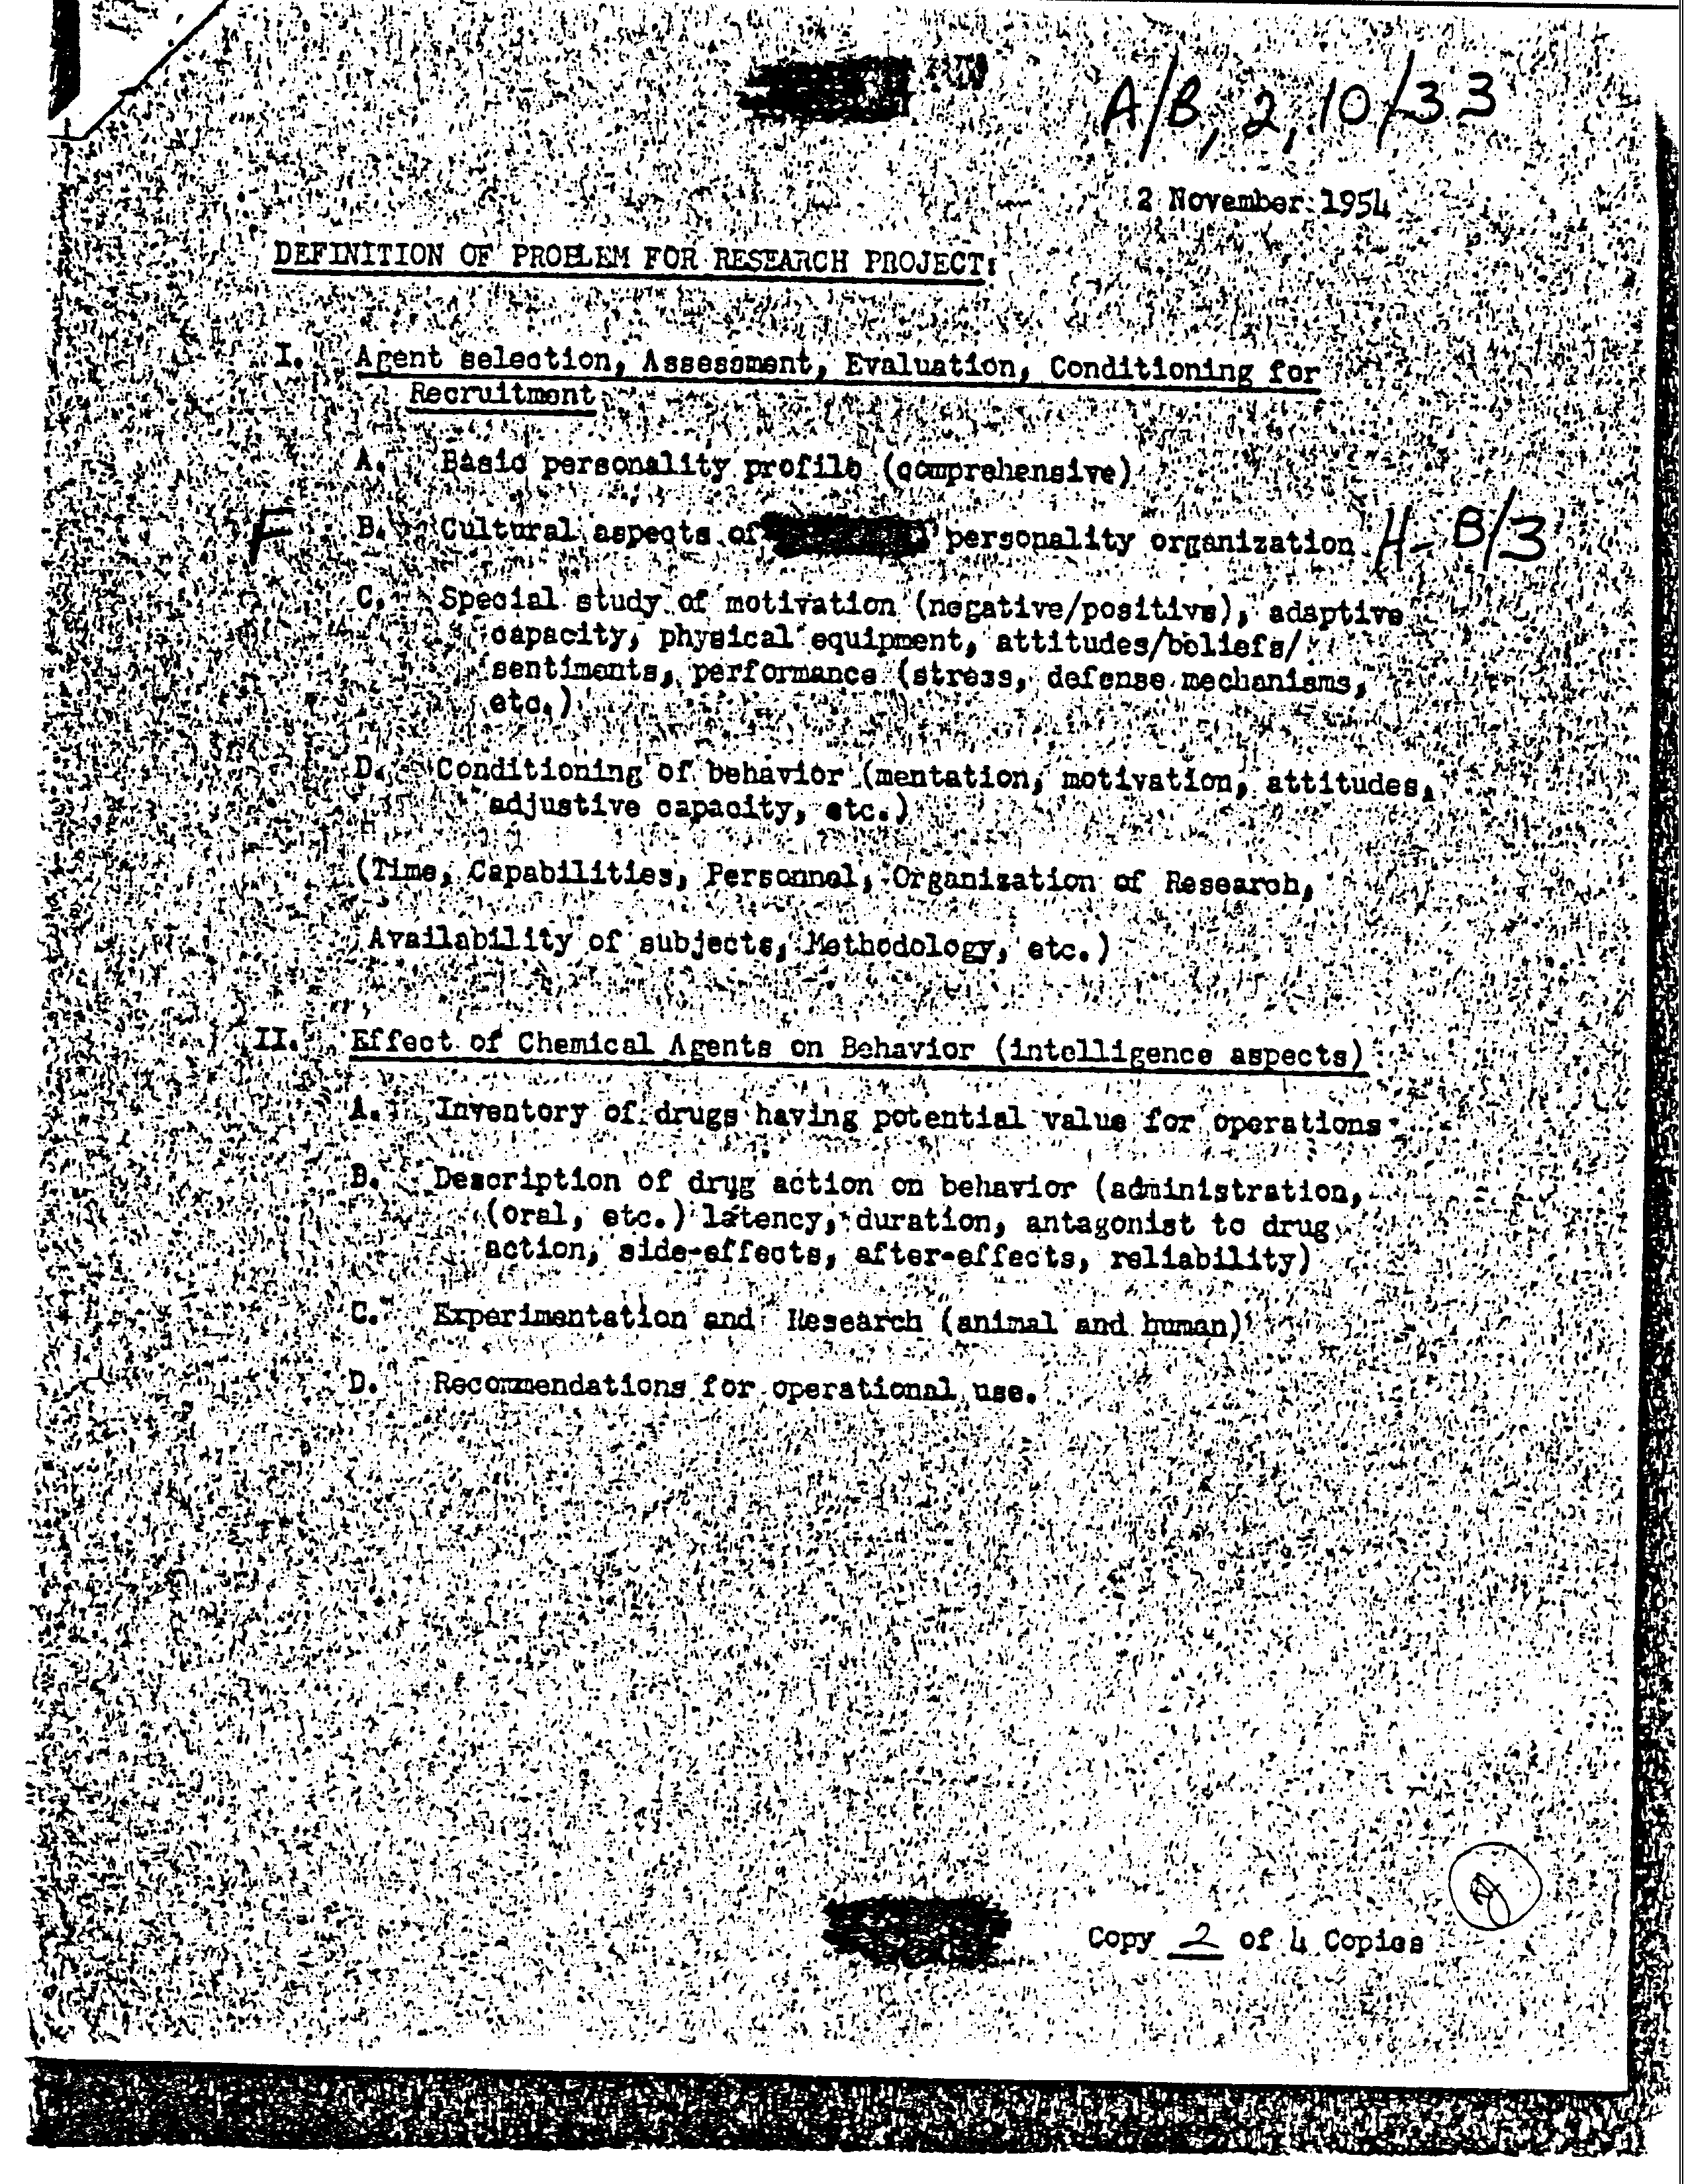 A/B, 2, 10/33
2 November 1954
DEFINITION OF PROBLEM FOR RESEARCH PROJECT:
I. Agent selection, Assessment, Evaluation, Conditioning for
Recruitment
A. Basic personality profile (comprehensive)
F B. Cultural aspects of personality organization H-B/3
C. Special study of motivation (negative/positive), adaptive
capacity, physical equipment, attitudes/beliefs/
sentiments, performance (stress, defense mechanisms,
etc.)
D. Conditioning of behavior (mentation, motivation, attitudes,
adjustive capacity, etc.)
(Time, Capabilities, Personnel, Organization of Research,
Availability of subjects, Methodology, etc.)
II. Effect of Chemical Agents on Behavior (intelligence aspects)
A. Inventory of drugs having potential value for operations
B. Description of drug action on behavior (administration,
(oral, etc.) latency, duration, antagonist to drug
action, side-effects, after-effects, reliability)
C. Experimentation and Research (animal and human)
D. Recommendations for operational use.
Copy 2 of 4 Copies